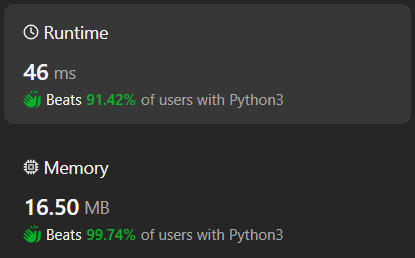 Runtime
46 ms
Beats 91.42% of users with Python3
Memory
16.50 MB
Beats 99.74% of users with Python3